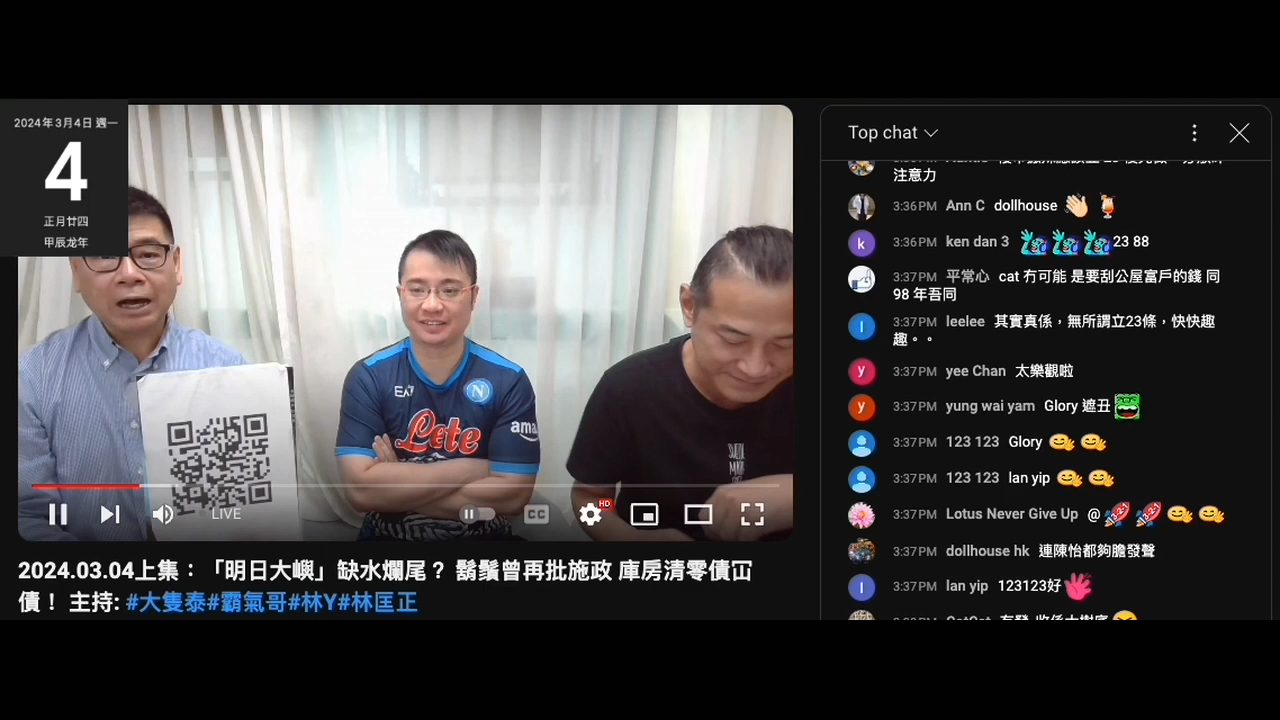 2024年3月4日 週一
4
正月廿四
甲辰龙年
EA7
N
Lete
ama
LIVE
CC
HD
2024.03.04上集：「明日大嶼」缺水爛尾？ 鬍鬚曾再批施政 庫房清零債冚
債！ 主持: #大隻泰#霸氣哥#林Y#林匡正
Top chat
注意力
3:36PM Ann C dollhouse
k
3:36PM ken dan 3 23 88
3:37PM 平常心 cat 冇可能 是要刮公屋富戶的錢 同
98 年吾同
l
3:37PM leelee 其實真係，無所謂立23條，快快趣
趣。。
y
3:37PM yee Chan 太樂觀啦
y
3:37PM yung wai yam Glory 遮丑
3:37PM 123 123 Glory
3:37PM 123 123 lan yip
3:37PM Lotus Never Give Up @
3:37PM dollhouse hk 連陳怡都夠膽發聲
l
3:37PM lan yip 123123好